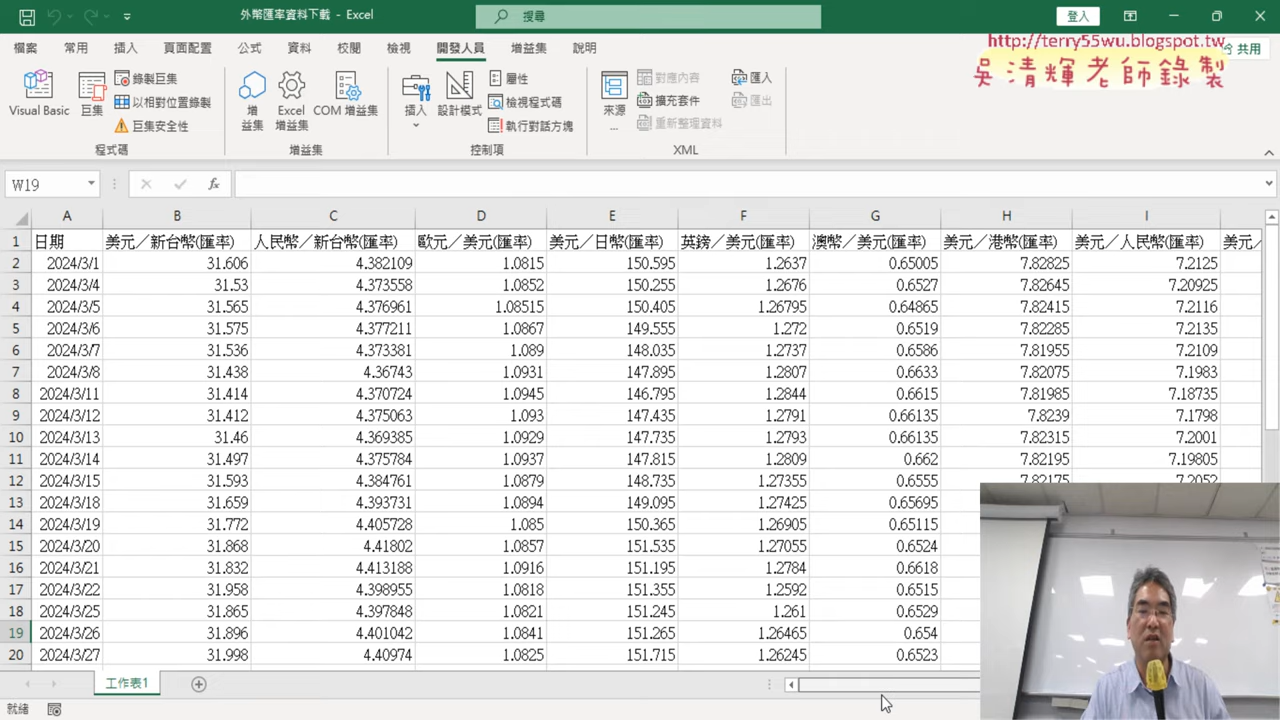 外幣匯率資料下載 - Excel
搜尋
登入
檔案 常用 插入 頁面配置 公式 資料 校閱 檢視 開發人員 增益集 說明
共用
http://terry55wu.blogspot.tw
吳清輝老師錄製
Visual Basic
巨集
錄製巨集
以相對位置錄製
巨集安全性
程式碼
增益集
Excel 增益集
COM 增益集
增益集
插入
設計模式
屬性
檢視程式碼
執行對話方塊
控制項
來源...
對應內容
擴充套件
重新整理資料
匯入
匯出
XML
W19
fx
A B C D E F G H I
1 日期 美元／新台幣(匯率) 人民幣／新台幣(匯率) 歐元／美元(匯率) 美元／日幣(匯率) 英鎊／美元(匯率) 澳幣／美元(匯率) 美元／港幣(匯率) 美元／人民幣(匯率) 美元／
2 2024/3/1 31.606 4.382109 1.0815 150.595 1.2637 0.65005 7.82825 7.2125
3 2024/3/4 31.53 4.373558 1.0852 150.255 1.2676 0.6527 7.82645 7.20925
4 2024/3/5 31.565 4.376961 1.08515 150.405 1.26795 0.64865 7.82415 7.2116
5 2024/3/6 31.575 4.377211 1.0867 149.555 1.272 0.6519 7.82285 7.2135
6 2024/3/7 31.536 4.373381 1.089 148.035 1.2737 0.6586 7.81955 7.2109
7 2024/3/8 31.438 4.36743 1.0931 147.895 1.2807 0.6633 7.82075 7.1983
8 2024/3/11 31.414 4.370724 1.0945 146.795 1.2844 0.6615 7.81985 7.18735
9 2024/3/12 31.412 4.375063 1.093 147.435 1.2791 0.66135 7.8239 7.1798
10 2024/3/13 31.46 4.369385 1.0929 147.735 1.2793 0.66135 7.82315 7.2001
11 2024/3/14 31.497 4.375784 1.0937 147.815 1.2809 0.662 7.82195 7.19805
12 2024/3/15 31.593 4.384761 1.0879 148.735 1.27355 0.6555 7.82175 7.2052
13 2024/3/18 31.659 4.393731 1.0894 149.095 1.27425 0.65695
14 2024/3/19 31.772 4.405728 1.085 150.365 1.26905 0.65115
15 2024/3/20 31.868 4.41802 1.0857 151.535 1.27055 0.6524
16 2024/3/21 31.832 4.413188 1.0916 151.195 1.2784 0.6618
17 2024/3/22 31.958 4.398955 1.0818 151.355 1.2592 0.6515
18 2024/3/25 31.865 4.397848 1.0821 151.245 1.261 0.6529
19 2024/3/26 31.896 4.401042 1.0841 151.265 1.26465 0.654
20 2024/3/27 31.998 4.40974 1.0825 151.715 1.26245 0.6523
工作表1
就緒